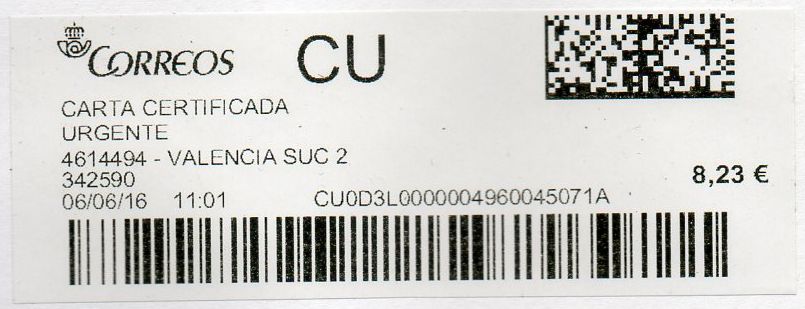 CORREOS
CU
CARTA CERTIFICADA
URGENTE
4614494 - VALENCIA SUC 2
342590
8,23 €
06/06/16 11:01 CU0D3L0000004960045071A